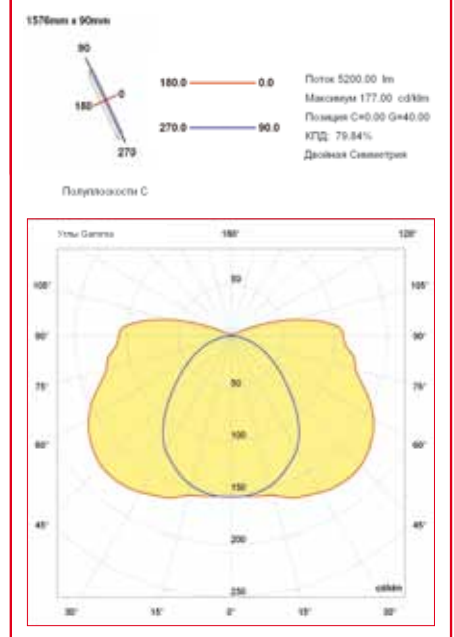 1576mm x 90mm
90
0
180
270
180.0 0.0
270.0 90.0
Поток 5200.00 lm
Максимум 177.00 cd/klm
Позиция C=0.00 G=40.00
КПД: 79.84%
Двойная Симметрия
Полуплоскости C
Углы Gamma 180° 120°
50
105° 105°
90° 90°
50
75° 75°
100
60° 60°
150
45° 45°
200
250
cd/klm
30° 15° 0° 15° 30°